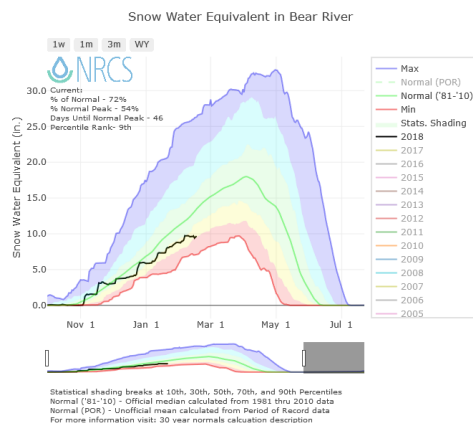 Snow Water Equivalent in Bear River
1w 1m 3m WY
NRCS
Current:
% of Normal - 72%
% Normal Peak - 54%
Days Until Normal Peak - 46
Percentile Rank- 9th
Snow Water Equivalent (in.)
30.0
25.0
20.0
15.0
10.0
5.0
0.0
Nov 1 Jan 1 Mar 1 May 1 Jul 1
Max
Normal (POR)
Normal ('81-'10)
Min
Stats. Shading
2018
2017
2016
2015
2014
2013
2012
2011
2010
2009
2008
2007
2006
2005
Statistical shading breaks at 10th, 30th, 50th, 70th, and 90th Percentiles
Normal ('81-'10) - Official median calculated from 1981 thru 2010 data
Normal (POR) - Unofficial mean calculated from Period of Record data
For more information visit: 30 year normals calcuation description